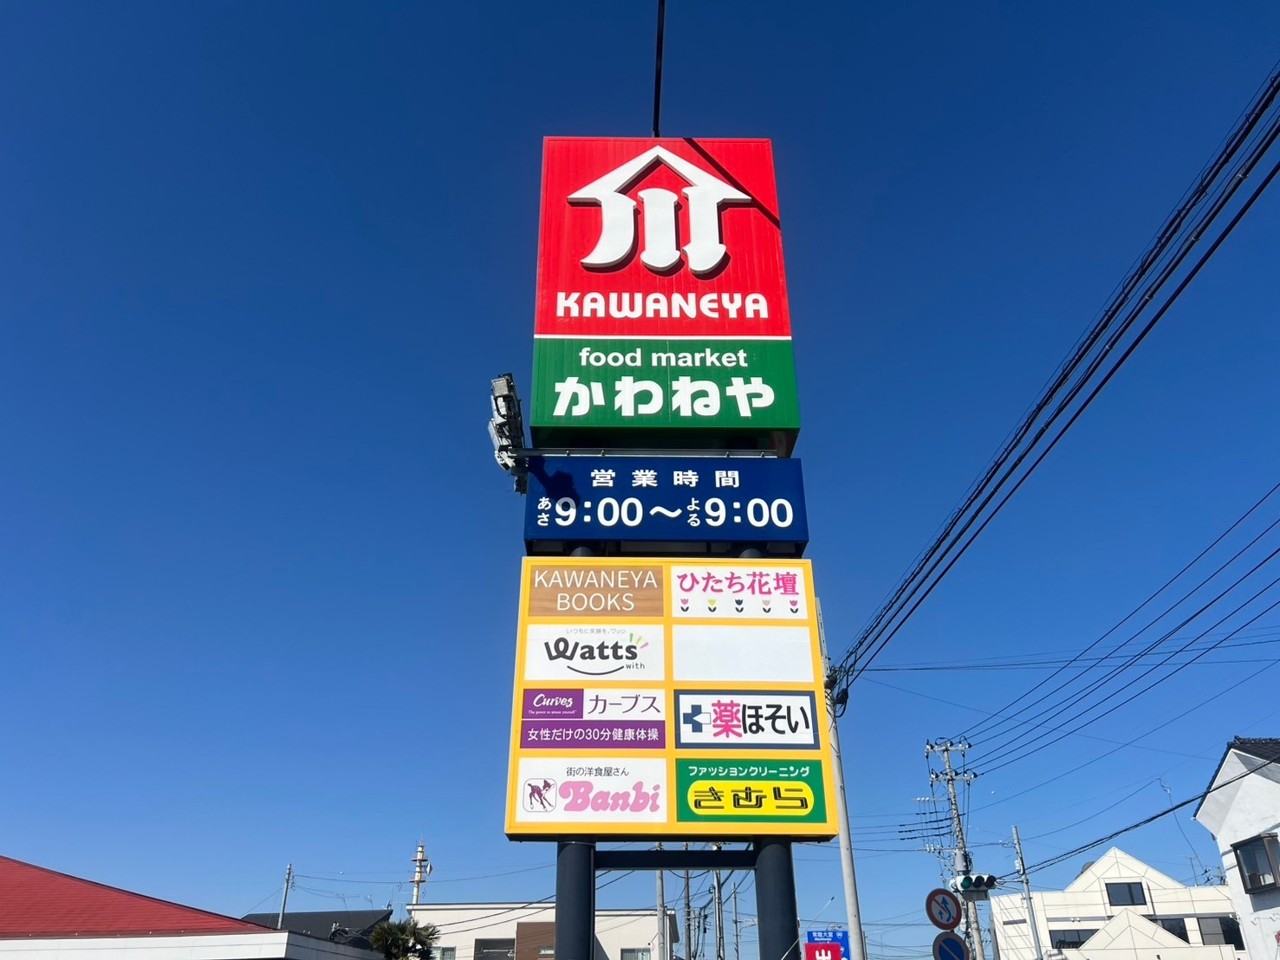 KAWANEYA
food market
かわねや
営業時間
あさ9:00〜よる9:00
KAWANEYA
BOOKS
ひたち花壇
Watts
with
Curves
カーブス
女性だけの30分健康体操
薬ほそい
街の洋食屋さん
Banbi
ファッションクリーニング
きむら
出